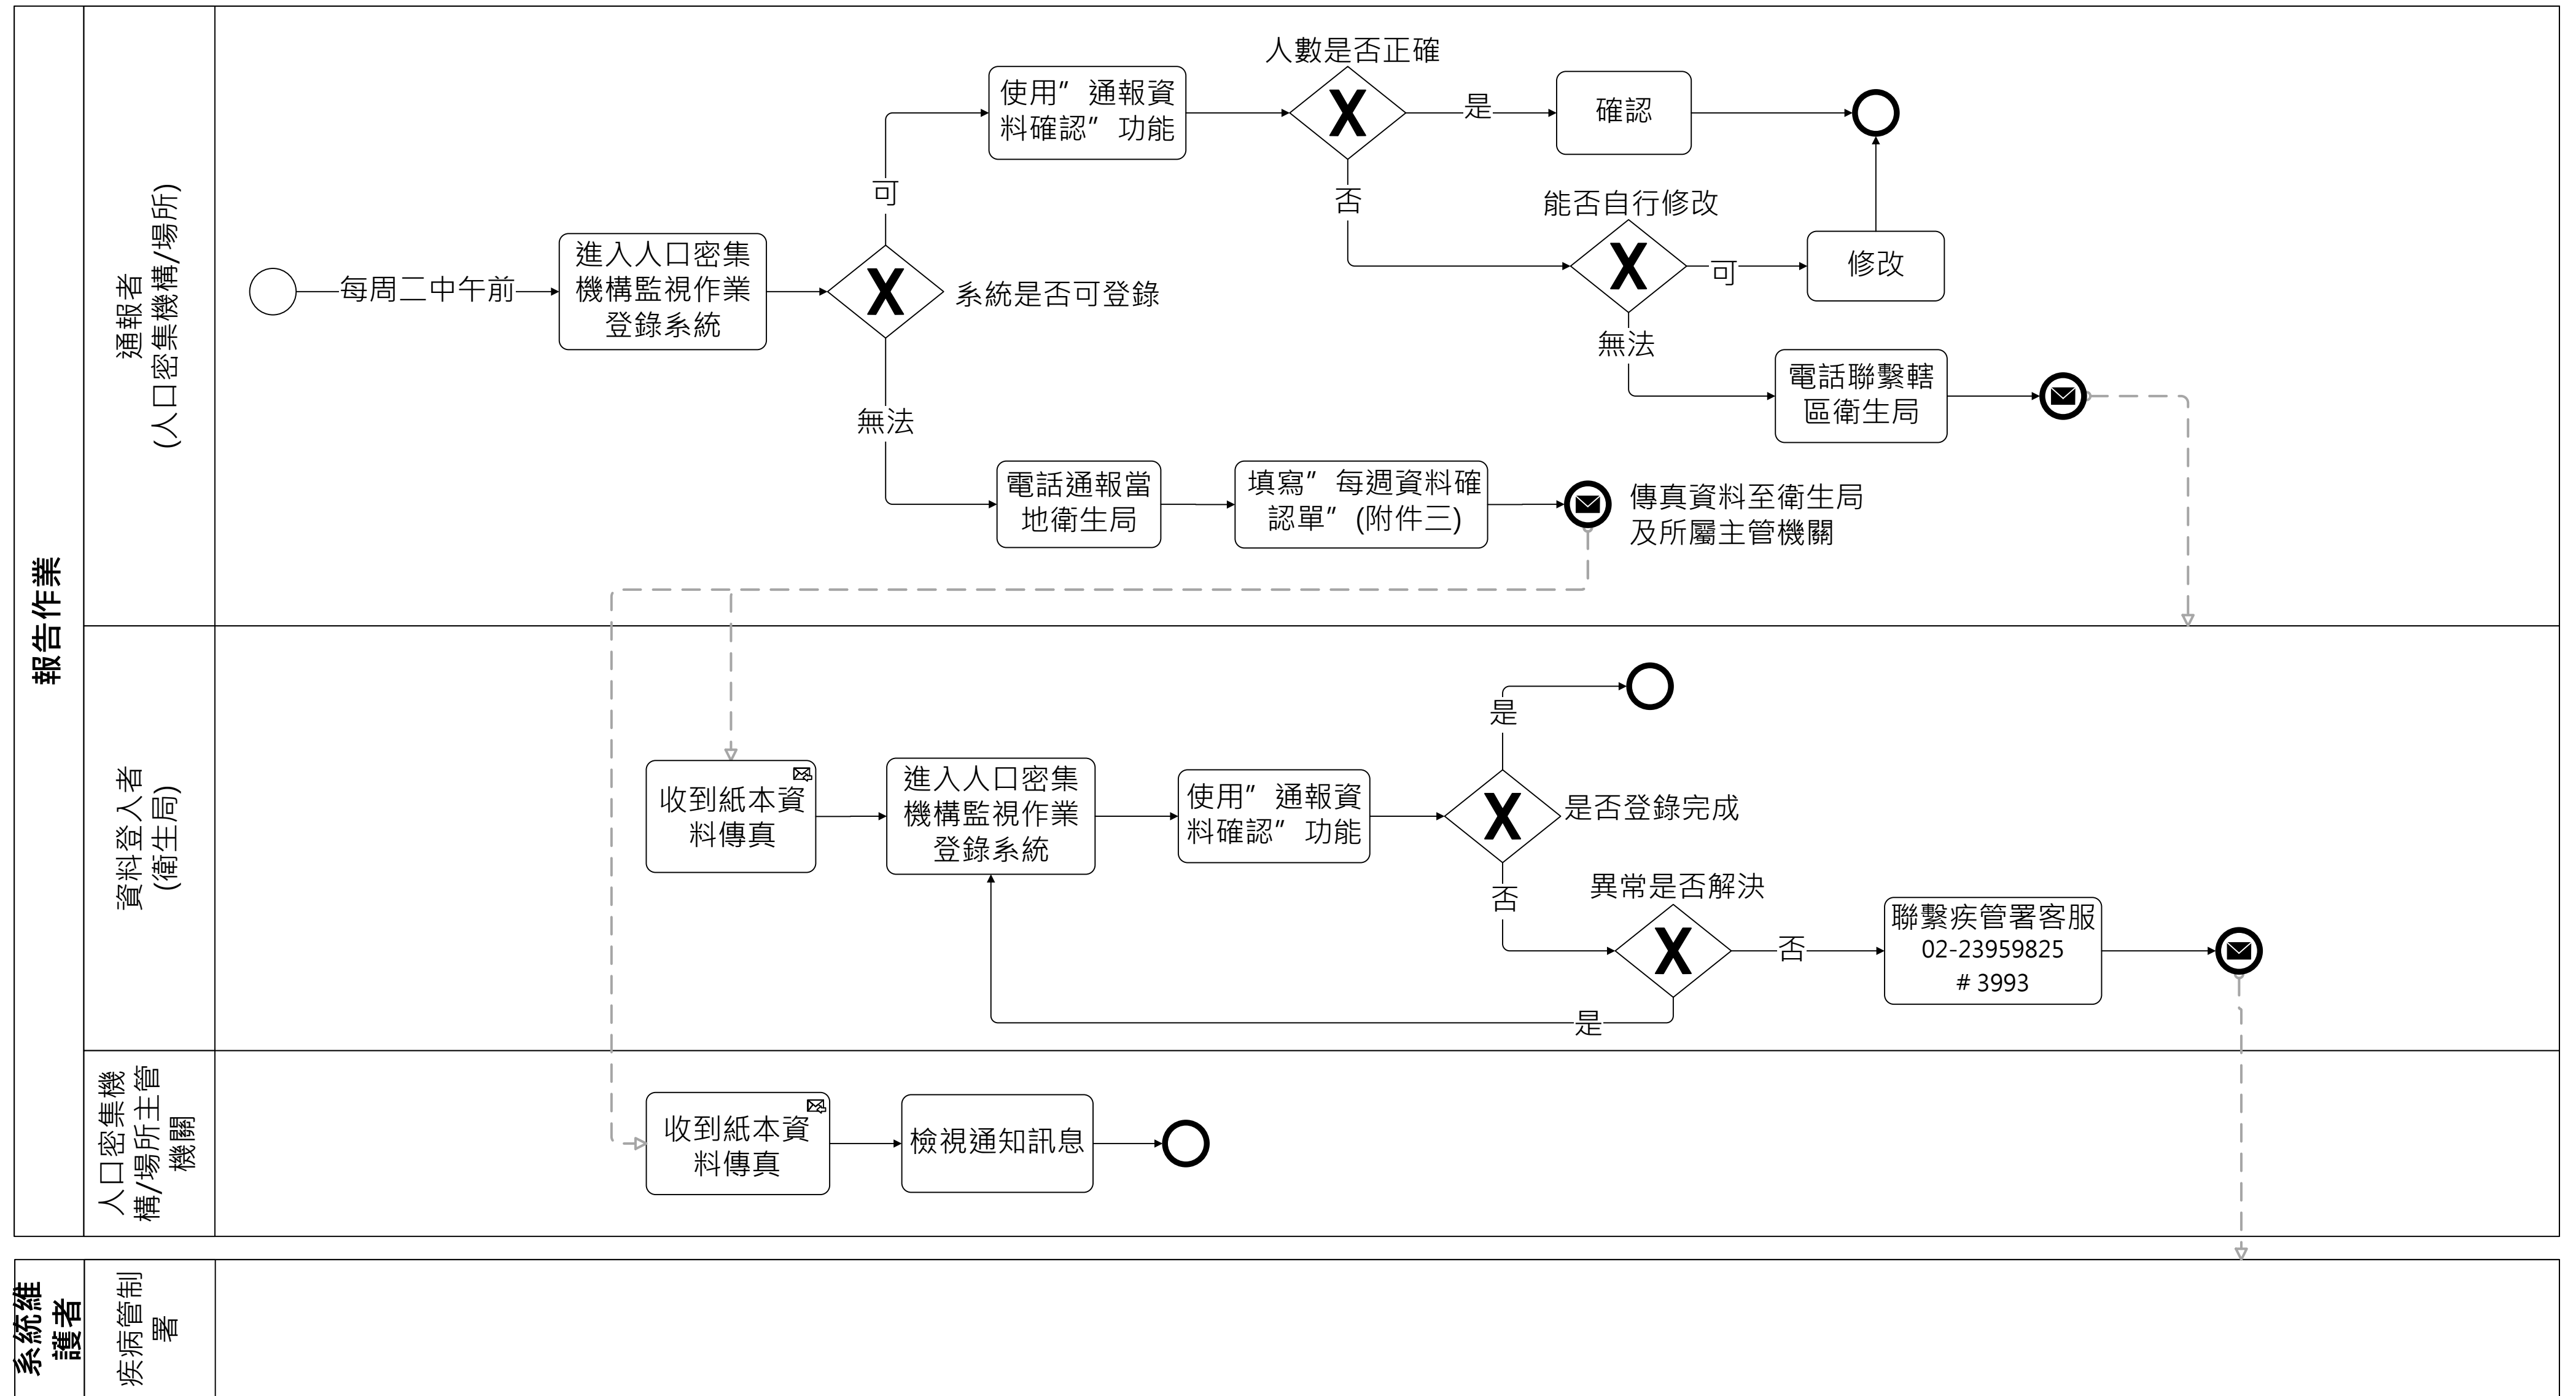 報告作業
通報者
(人口密集機構/場所)
每周二中午前
進入人口密集
機構監視作業
登錄系統
系統是否可登錄
可
無法
使用”通報資
料確認”功能
人數是否正確
是
否
確認
能否自行修改
可
無法
修改
電話聯繫轄
區衛生局
電話通報當
地衛生局
填寫”每週資料確
認單”(附件三)
傳真資料至衛生局
及所屬主管機關
資料登入者
(衛生局)
收到紙本資
料傳真
進入人口密集
機構監視作業
登錄系統
使用”通報資
料確認”功能
是
是否登錄完成
否
異常是否解決
否
是
聯繫疾管署客服
02-23959825
# 3993
人口密集機
構/場所主管
機關
收到紙本資
料傳真
檢視通知訊息
系統維
護者
疾病管制
署